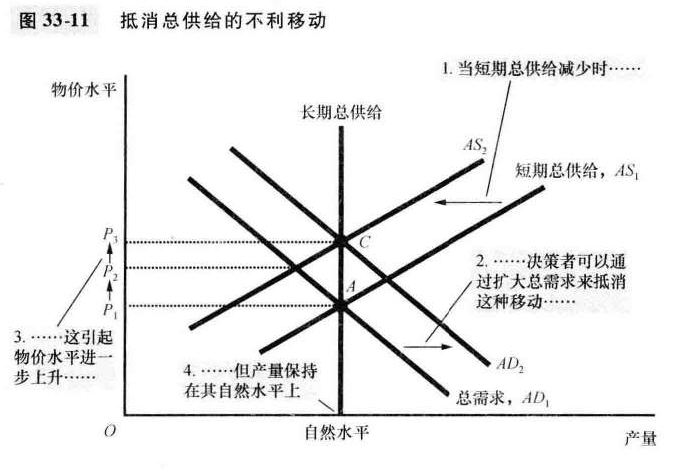 图 33-11 抵消总供给的不利移动
物价水平
1. 当短期总供给减少时……
长期总供给
AS₂
短期总供给，AS₁
P₃
C
P₂
2. ……决策者可以通
过扩大总需求来抵消
这种移动……
A
P₁
3. ……这引起
物价水平进一
步上升……
4. ……但产量保持
在其自然水平上
AD₂
总需求，AD₁
O
自然水平
产量